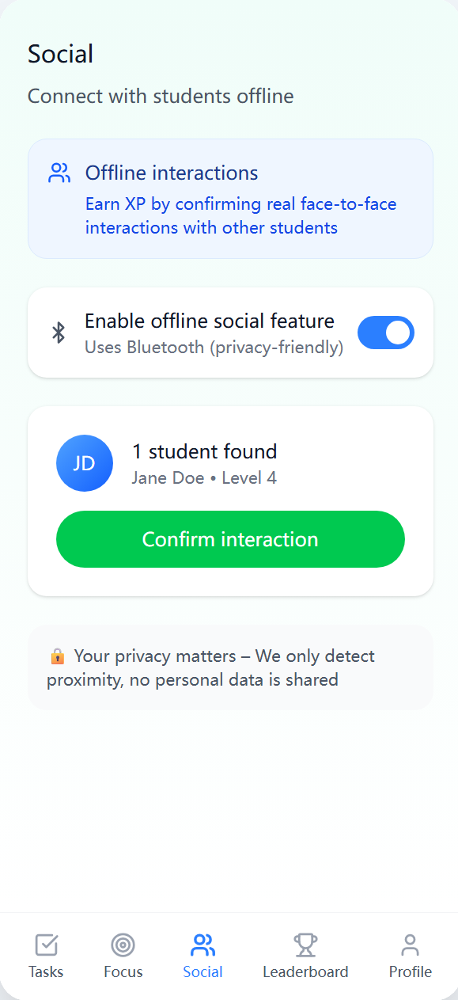 Social
Connect with students offline
Offline interactions
Earn XP by confirming real face-to-face
interactions with other students
Enable offline social feature
Uses Bluetooth (privacy-friendly)
JD
1 student found
Jane Doe • Level 4
Confirm interaction
🔒 Your privacy matters – We only detect
proximity, no personal data is shared
Tasks
Focus
Social
Leaderboard
Profile